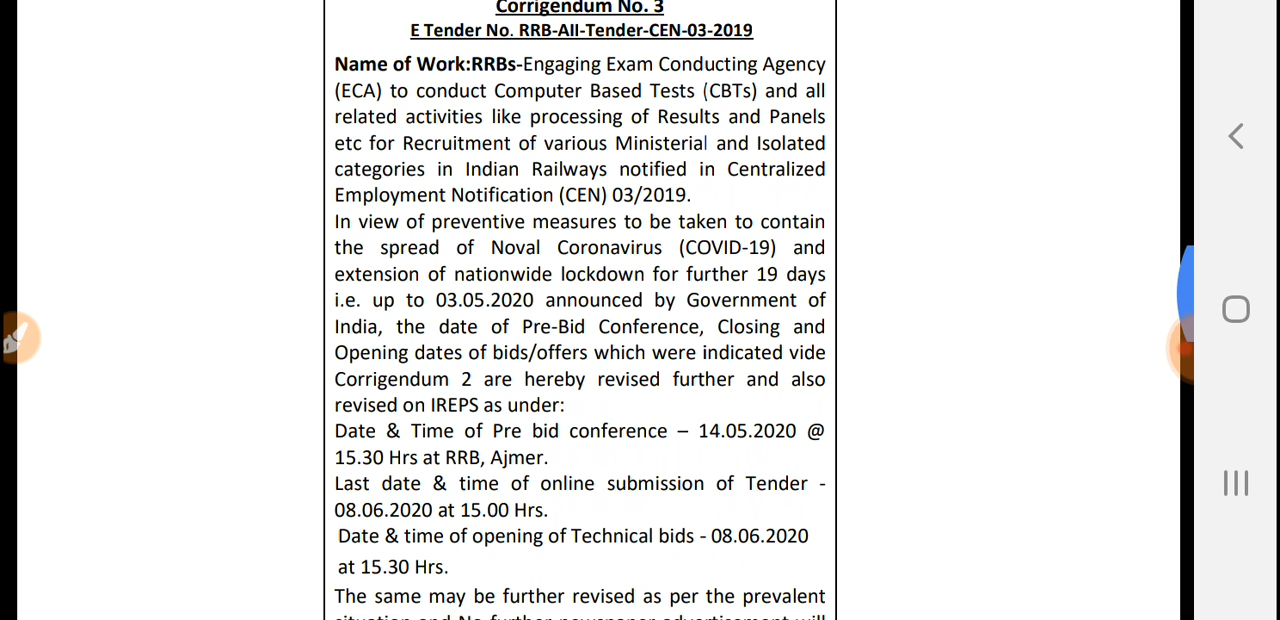 Corrigendum No. 3
E Tender No. RRB-All-Tender-CEN-03-2019
Name of Work:RRBs-Engaging Exam Conducting Agency
(ECA) to conduct Computer Based Tests (CBTs) and all
related activities like processing of Results and Panels
etc for Recruitment of various Ministerial and Isolated
categories in Indian Railways notified in Centralized
Employment Notification (CEN) 03/2019.
In view of preventive measures to be taken to contain
the spread of Noval Coronavirus (COVID-19) and
extension of nationwide lockdown for further 19 days
i.e. up to 03.05.2020 announced by Government of
India, the date of Pre-Bid Conference, Closing and
Opening dates of bids/offers which were indicated vide
Corrigendum 2 are hereby revised further and also
revised on IREPS as under:
Date & Time of Pre bid conference – 14.05.2020 @
15.30 Hrs at RRB, Ajmer.
Last date & time of online submission of Tender -
08.06.2020 at 15.00 Hrs.
Date & time of opening of Technical bids - 08.06.2020
at 15.30 Hrs.
The same may be further revised as per the prevalent
situation and No further newspaper advertisement will